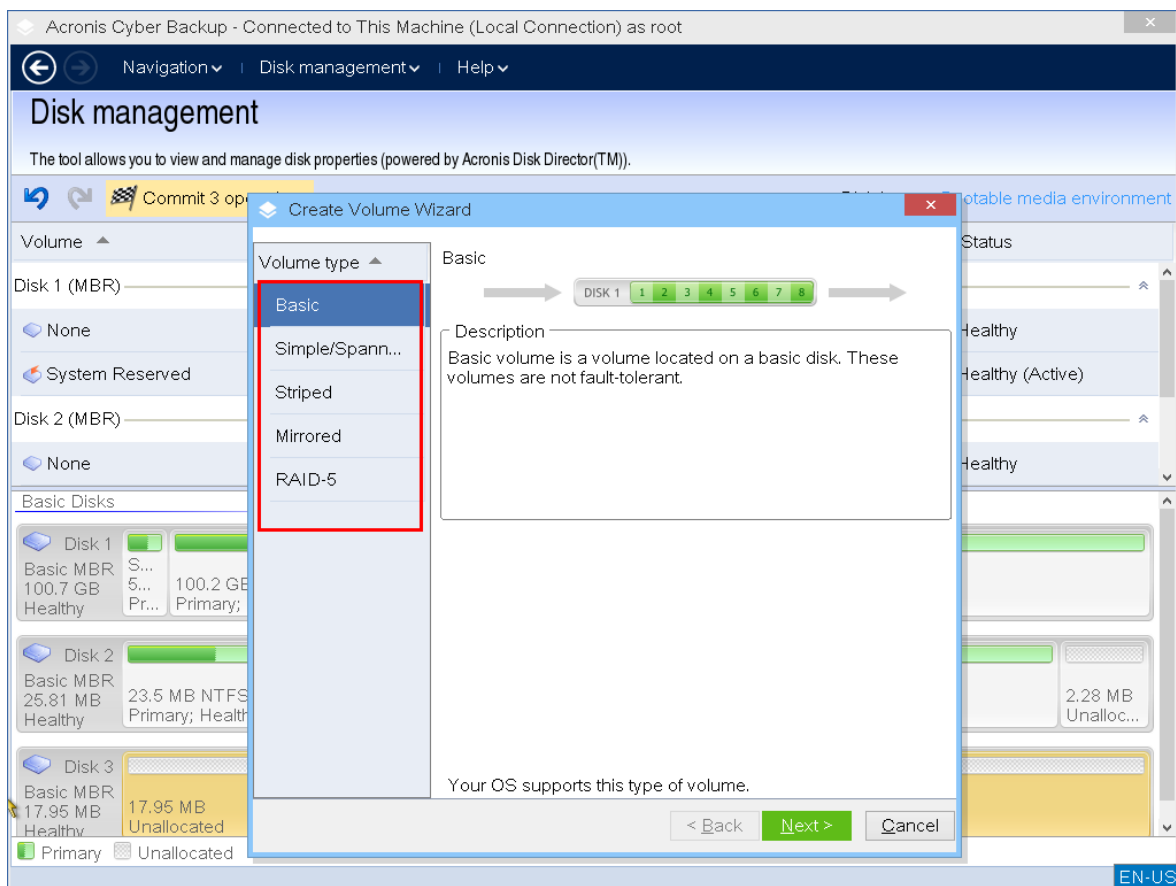 Acronis Cyber Backup - Connected to This Machine (Local Connection) as root
Navigation Disk management Help
Disk management
The tool allows you to view and manage disk properties (powered by Acronis Disk Director(TM)).
Commit 3 otable media environment
Create Volume Wizard
Volume Status
Volume type
Basic
Simple/Spann...
Striped
Mirrored
RAID-5
Basic
DISK 1 1 2 3 4 5 6 7 8
Description
Basic volume is a volume located on a basic disk. These
volumes are not fault-tolerant.
Your OS supports this type of volume.
< Back Next > Cancel
Disk 1 (MBR)
None Healthy
System Reserved Healthy (Active)
Disk 2 (MBR)
None Healthy
Basic Disks
Disk 1
Basic MBR
100.7 GB
Healthy
S...
5...
Pr...
100.2 GB
Primary;
Disk 2
Basic MBR
25.81 MB
Healthy
23.5 MB NTFS
Primary; Health
2.28 MB
Unalloc...
Disk 3
Basic MBR
17.95 MB
Healthy
17.95 MB
Unallocated
Primary Unallocated
EN-US